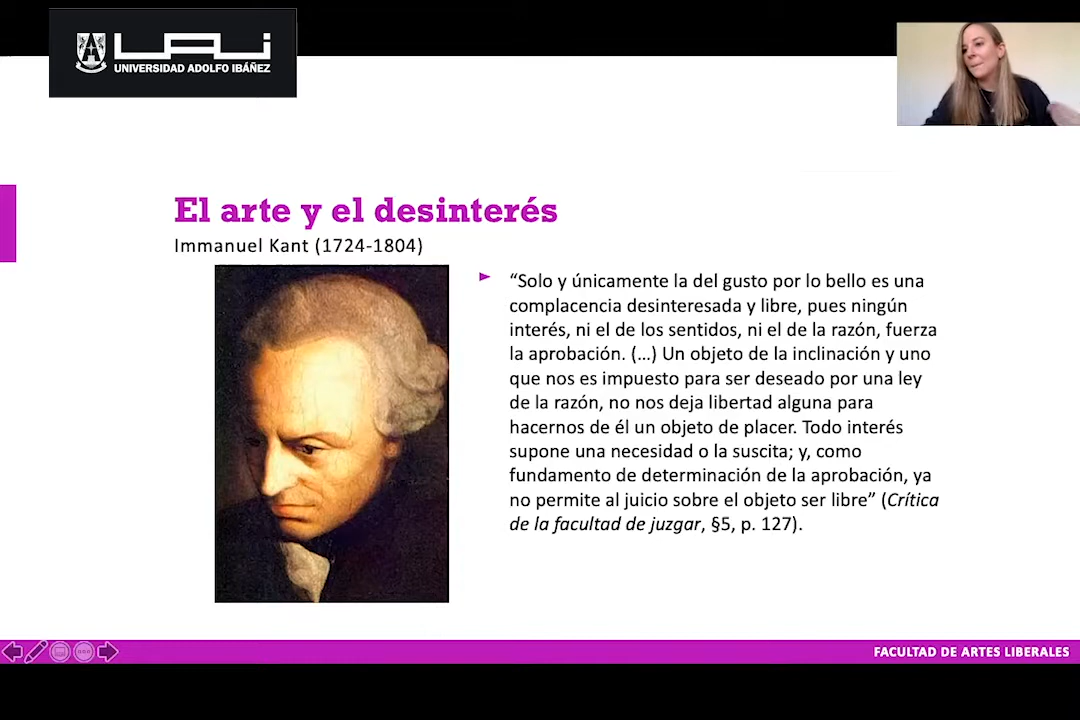 UAI
UNIVERSIDAD ADOLFO IBÁÑEZ
El arte y el desinterés
Immanuel Kant (1724-1804)
“Solo y únicamente la del gusto por lo bello es una
complacencia desinteresada y libre, pues ningún
interés, ni el de los sentidos, ni el de la razón, fuerza
la aprobación. (…) Un objeto de la inclinación y uno
que nos es impuesto para ser deseado por una ley
de la razón, no nos deja libertad alguna para
hacernos de él un objeto de placer. Todo interés
supone una necesidad o la suscita; y, como
fundamento de determinación de la aprobación, ya
no permite al juicio sobre el objeto ser libre” (Crítica
de la facultad de juzgar, §5, p. 127).
FACULTAD DE ARTES LIBERALES